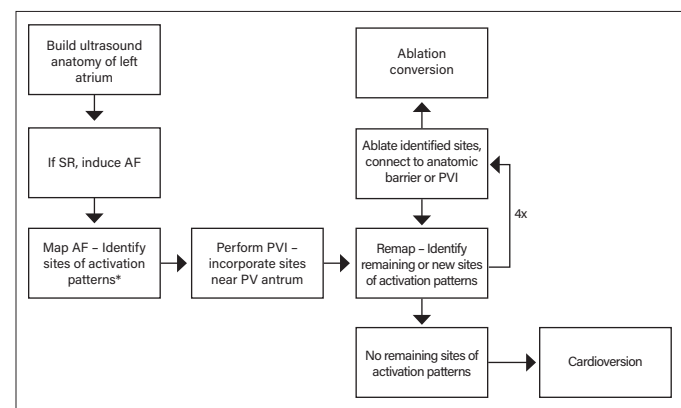 Build ultrasound
anatomy of left
atrium
Ablation
conversion
If SR, induce AF
Ablate identified sites,
connect to anatomic
barrier or PVI
4x
Map AF – Identify
sites of activation
patterns*
Perform PVI –
incorporate sites
near PV antrum
Remap – Identify
remaining or new sites
of activation patterns
No remaining sites of
activation patterns
Cardioversion